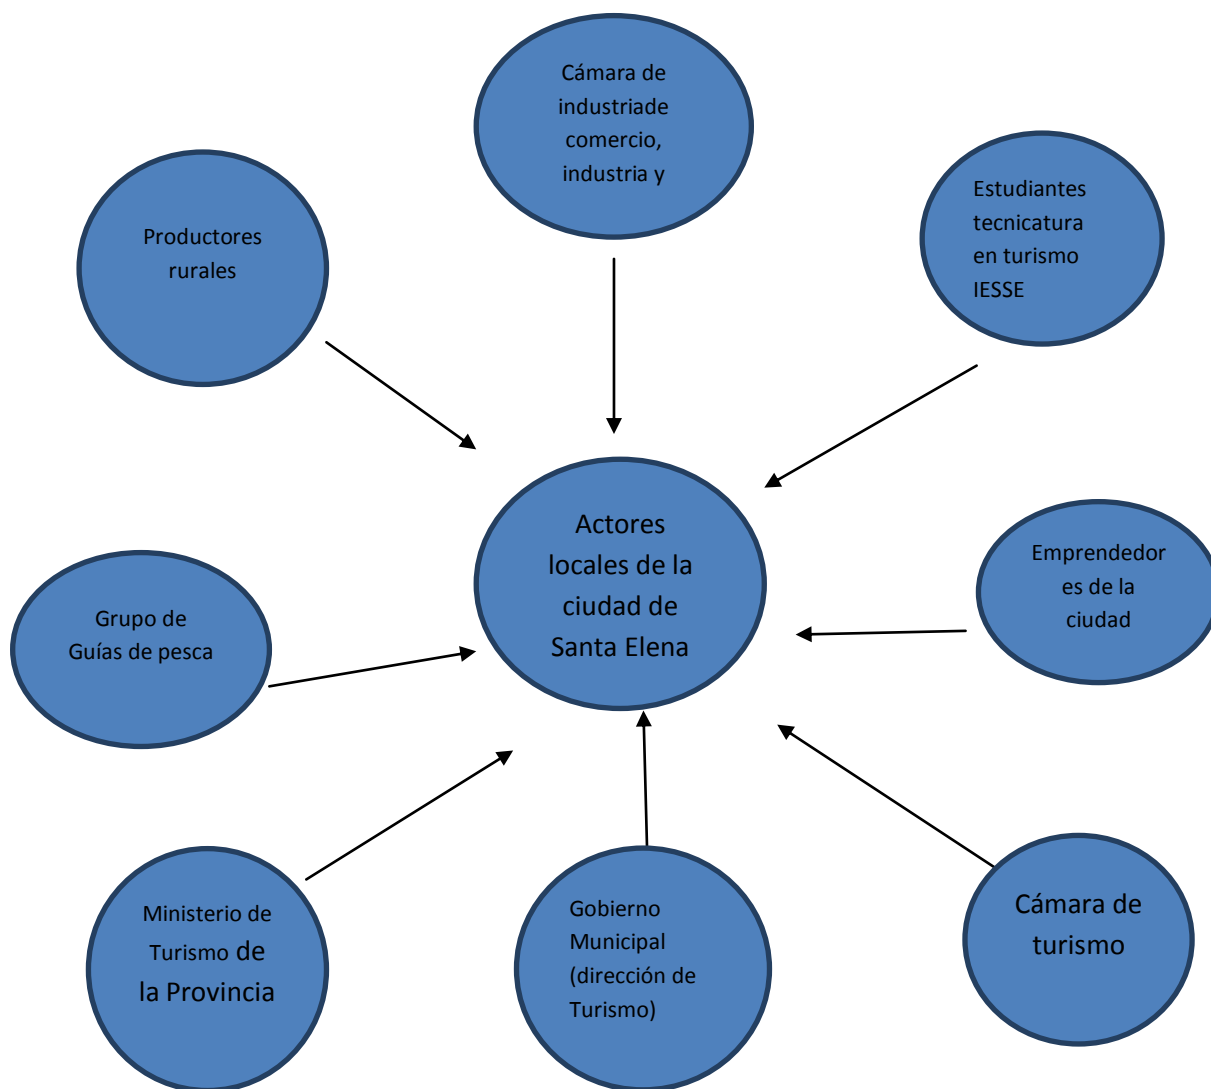 Cámara de
industriade
comercio,
industria y
Productores
rurales
Estudiantes
tecnicatura
en turismo
IESSE
Actores
locales de la
ciudad de
Santa Elena
Emprendedor
es de la
ciudad
Grupo de
Guías de pesca
Ministerio de
Turismo de
la Provincia
Gobierno
Municipal
(dirección de
Turismo)
Cámara de
turismo